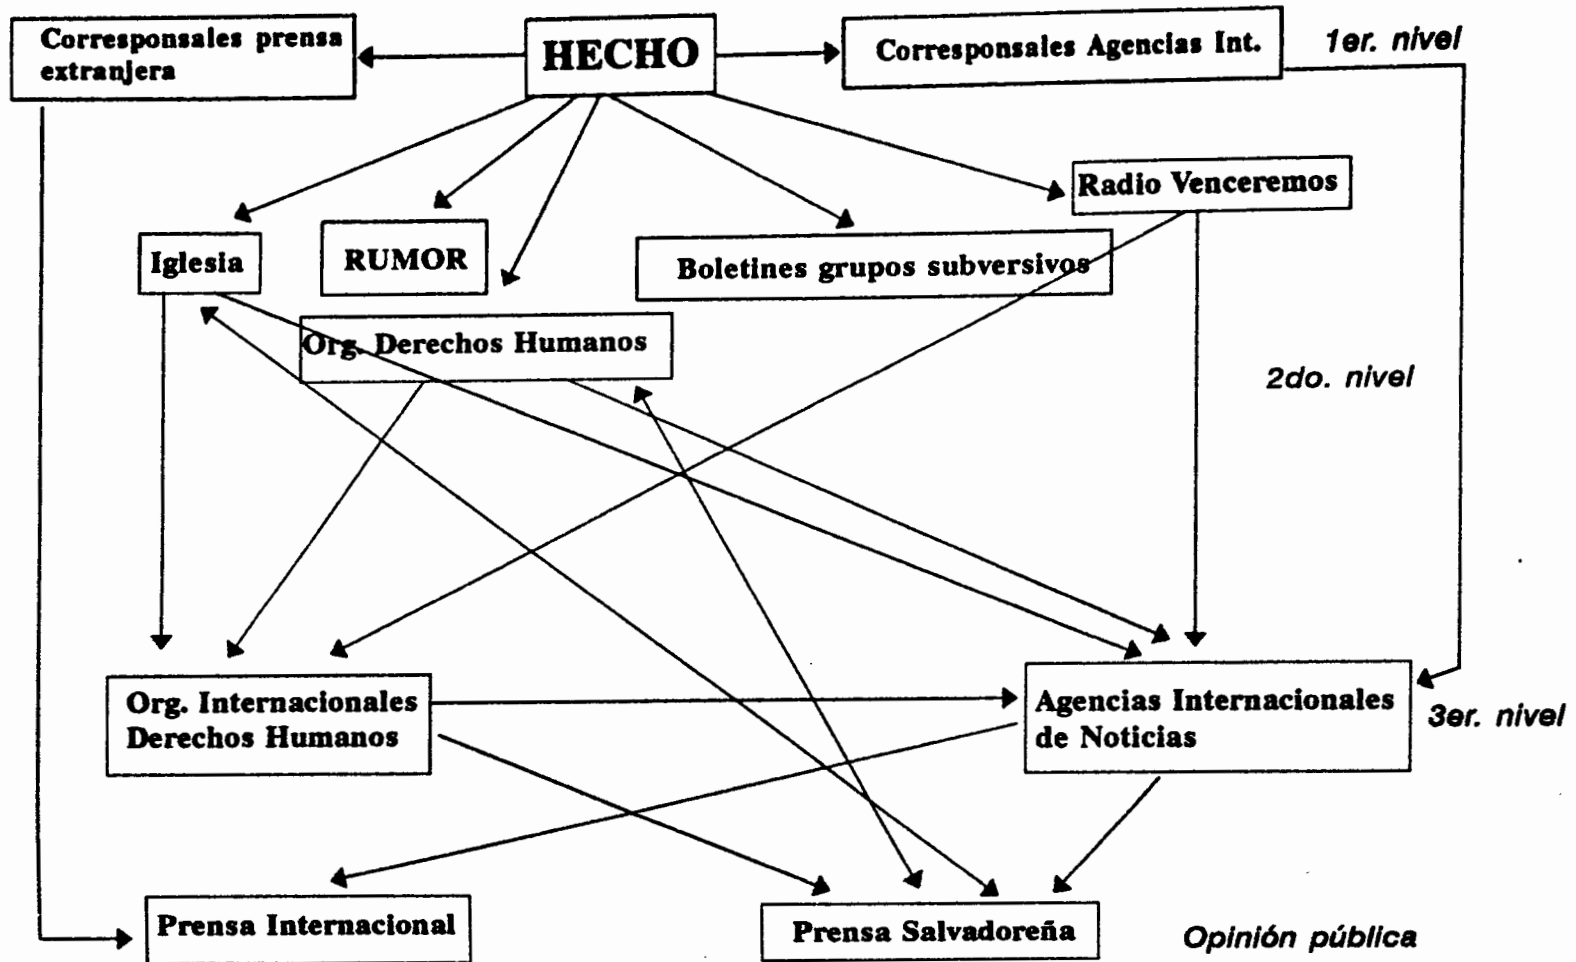 Corresponsales prensa
extranjera
HECHO
Corresponsales Agencias Int.
1er. nivel
Radio Venceremos
Iglesia
RUMOR
Boletines grupos subversivos
Org. Derechos Humanos
2do. nivel
Org. Internacionales
Derechos Humanos
Agencias Internacionales
de Noticias
3er. nivel
Prensa Internacional
Prensa Salvadoreña
Opinión pública